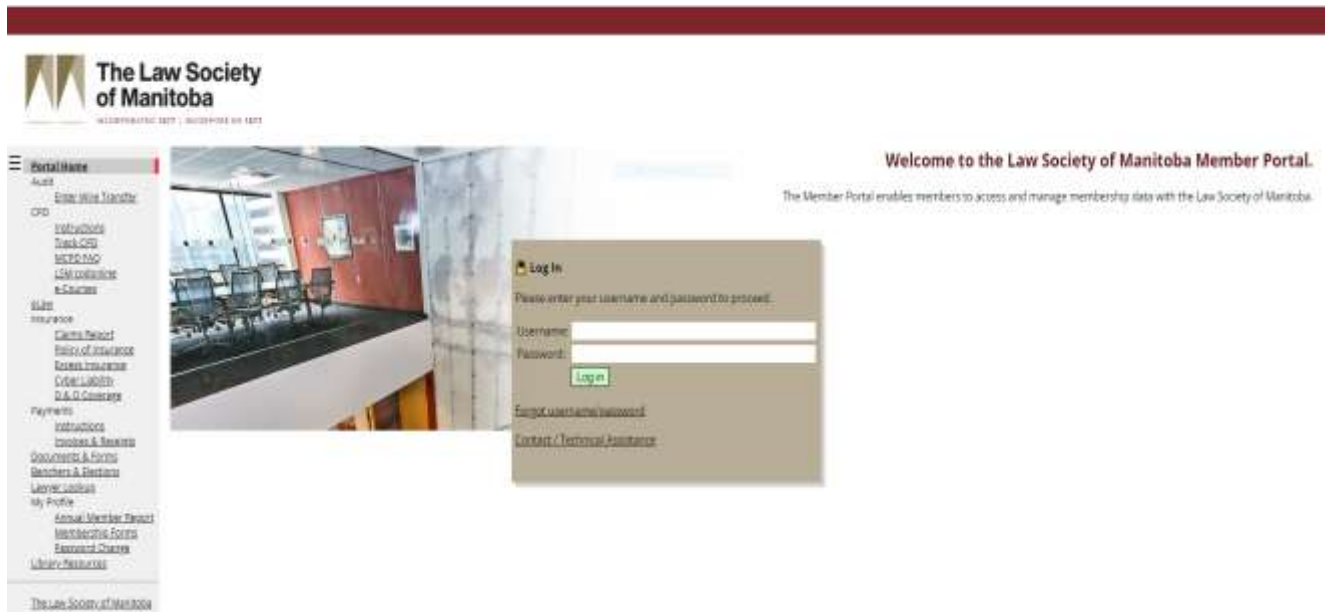 The Law Society
of Manitoba
Welcome to the Law Society of Manitoba Member Portal.
The Member Portal enables members to access and manage membership data with the Law Society of Manitoba.
Portal Home
Audit
Enter Wire Transfer
CPD
Instructions
Track CPD
MCPD FAQ
e-Courses
Insurance
Claims Report
Policy of Insurance
Excess Insurance
Cyber Liability
D & O Coverage
Payments
Instructions
Invoices & Receipts
Documents & Forms
Benchers & Elections
Lawyer Lookup
My Profile
Annual Member Report
Membership Forms
Password Change
Library Resources
The Law Society of Manitoba
Log In
Please enter your username and password to proceed.
Username:
Password:
Log in
Forgot username/password
Contact / Technical Assistance